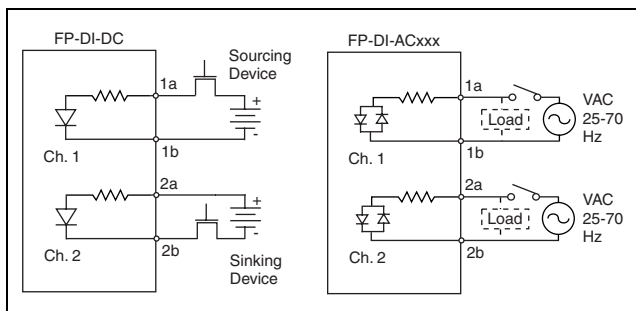 FP-DI-DC
Sourcing
Device
1a
+
-
1b
Ch. 1
2a
+
-
2b
Ch. 2
Sinking
Device
FP-DI-ACxxx
1a
Load
VAC
25-70
Hz
1b
Ch. 1
2a
Load
VAC
25-70
Hz
2b
Ch. 2